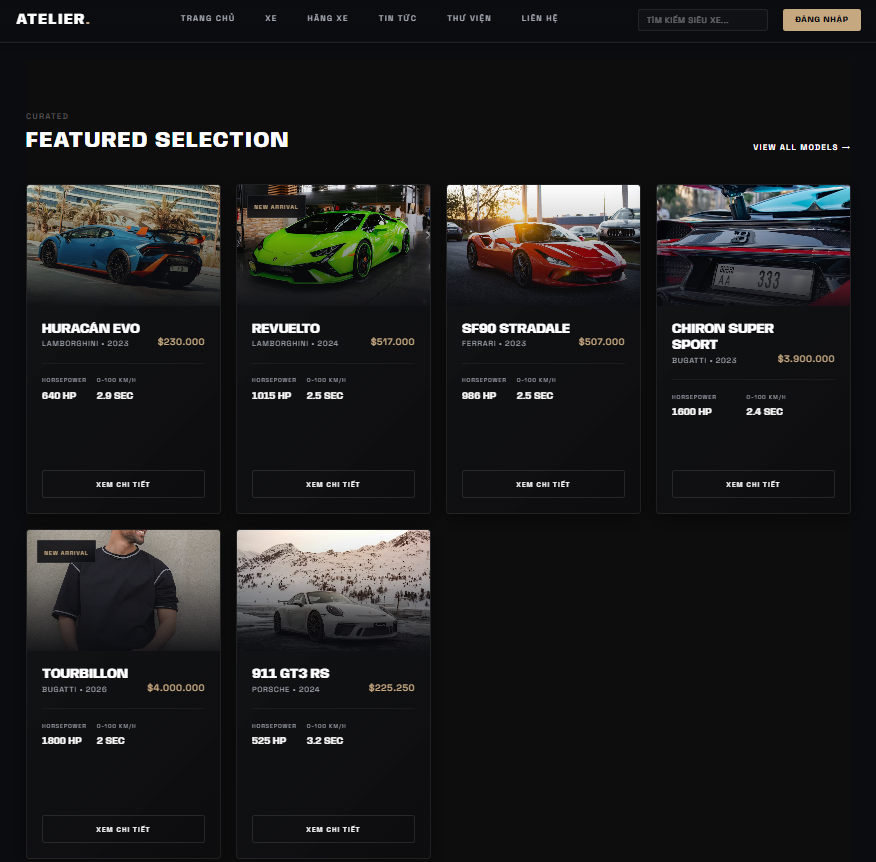 ATELIER.
TRANG CHỦ
XE
HÃNG XE
TIN TỨC
THƯ VIỆN
LIÊN HỆ
TÌM KIẾM SIÊU XE...
ĐĂNG NHẬP
CURATED
FEATURED SELECTION
VIEW ALL MODELS →
HURACÁN EVO
LAMBORGHINI • 2023
$230.000
HORSEPOWER
0-100 KM/H
640 HP
2.9 SEC
XEM CHI TIẾT
NEW ARRIVAL
REVUELTO
LAMBORGHINI • 2024
$517.000
HORSEPOWER
0-100 KM/H
1015 HP
2.5 SEC
XEM CHI TIẾT
SF90 STRADALE
FERRARI • 2023
$507.000
HORSEPOWER
0-100 KM/H
986 HP
2.5 SEC
XEM CHI TIẾT
AA
333
CHIRON SUPER
SPORT
BUGATTI • 2023
$3.900.000
HORSEPOWER
0-100 KM/H
1600 HP
2.4 SEC
XEM CHI TIẾT
NEW ARRIVAL
TOURBILLON
BUGATTI • 2026
$4.000.000
HORSEPOWER
0-100 KM/H
1800 HP
2 SEC
XEM CHI TIẾT
911 GT3 RS
PORSCHE • 2024
$225.250
HORSEPOWER
0-100 KM/H
525 HP
3.2 SEC
XEM CHI TIẾT